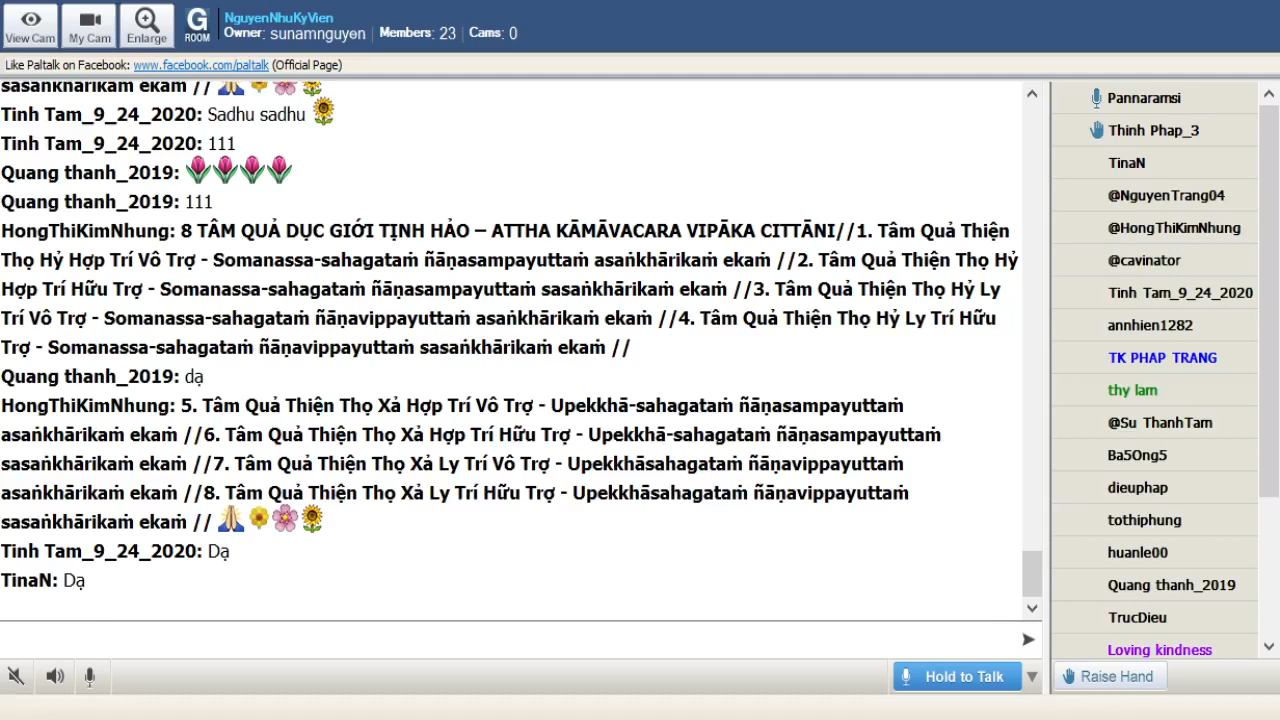 View Cam
My Cam
Enlarge
G
ROOM
NguyenNhuKyVien
Owner: sunamnguyen | Members: 23 | Cams: 0
Like Paltalk on Facebook: www.facebook.com/paltalk (Official Page)
sasaṅkhārikaṁ ekaṁ //
Tinh Tam_9_24_2020: Sadhu sadhu
Tinh Tam_9_24_2020: 111
Quang thanh_2019:
Quang thanh_2019: 111
HongThiKimNhung: 8 TÂM QUẢ DỤC GIỚI TỊNH HẢO – ATTHA KĀMĀVACARA VIPĀKA CITTĀNI//1. Tâm Quả Thiện
Thọ Hỷ Hợp Trí Vô Trợ - Somanassa-sahagataṁ ñāṇasampayuttaṁ asaṅkhārikaṁ ekaṁ //2. Tâm Quả Thiện Thọ Hỷ
Hợp Trí Hữu Trợ - Somanassa-sahagataṁ ñāṇasampayuttaṁ sasaṅkhārikaṁ ekaṁ //3. Tâm Quả Thiện Thọ Hỷ Ly
Trí Vô Trợ - Somanassa-sahagataṁ ñāṇavippayuttaṁ asaṅkhārikaṁ ekaṁ //4. Tâm Quả Thiện Thọ Hỷ Ly Trí Hữu
Trợ - Somanassa-sahagataṁ ñāṇavippayuttaṁ sasaṅkhārikaṁ ekaṁ //
Quang thanh_2019: dạ
HongThiKimNhung: 5. Tâm Quả Thiện Thọ Xả Hợp Trí Vô Trợ - Upekkhā-sahagataṁ ñāṇasampayuttaṁ
asaṅkhārikaṁ ekaṁ //6. Tâm Quả Thiện Thọ Xả Hợp Trí Hữu Trợ - Upekkhā-sahagataṁ ñāṇasampayuttaṁ
sasaṅkhārikaṁ ekaṁ //7. Tâm Quả Thiện Thọ Xả Ly Trí Vô Trợ - Upekkhāsahagataṁ ñāṇavippayuttaṁ
asaṅkhārikaṁ ekaṁ //8. Tâm Quả Thiện Thọ Xả Ly Trí Hữu Trợ - Upekkhāsahagataṁ ñāṇavippayuttaṁ
sasaṅkhārikaṁ ekaṁ //
Tinh Tam_9_24_2020: Dạ
TinaN: Dạ
Hold to Talk
Pannaramsi
Thinh Phap_3
TinaN
@NguyenTrang04
@HongThiKimNhung
@cavinator
Tinh Tam_9_24_2020
annhien1282
TK PHAP TRANG
thy lam
@Su ThanhTam
Ba5Ong5
dieuphap
tothiphung
huanle00
Quang thanh_2019
TrucDieu
Loving kindness
Raise Hand